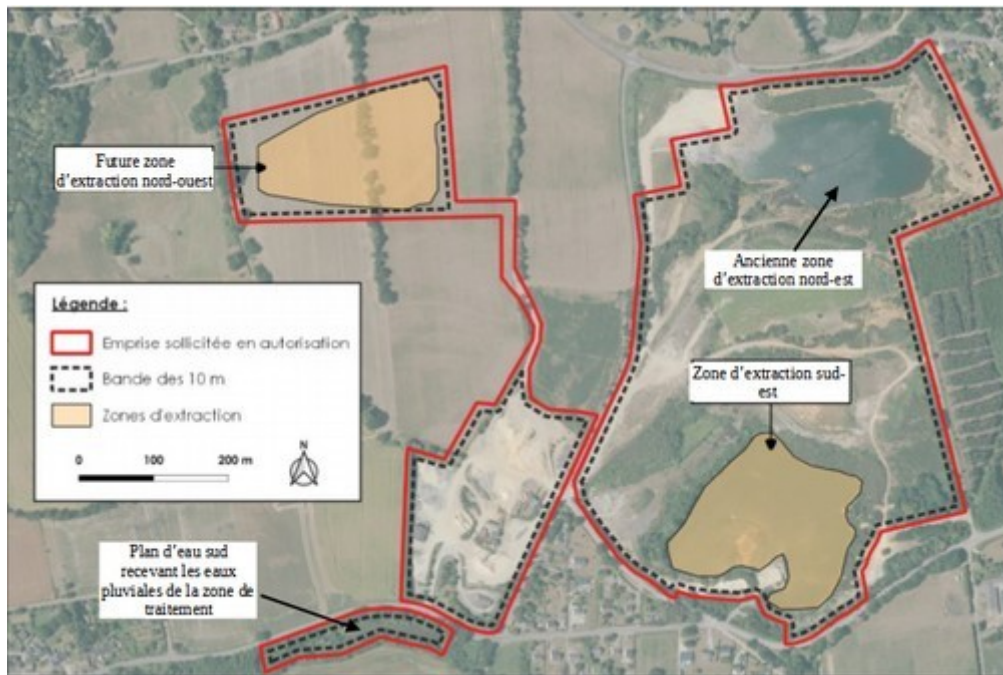 Future zone
d'extraction nord-ouest
Ancienne zone
d'extraction nord-est
Légende :
Emprise sollicitée en autorisation
Bande des 10 m
Zones d'extraction
0 100 200 m
N
Zone d'extraction sud-
est
Plan d'eau sud
recevant les eaux
pluviales de la zone de
traitement